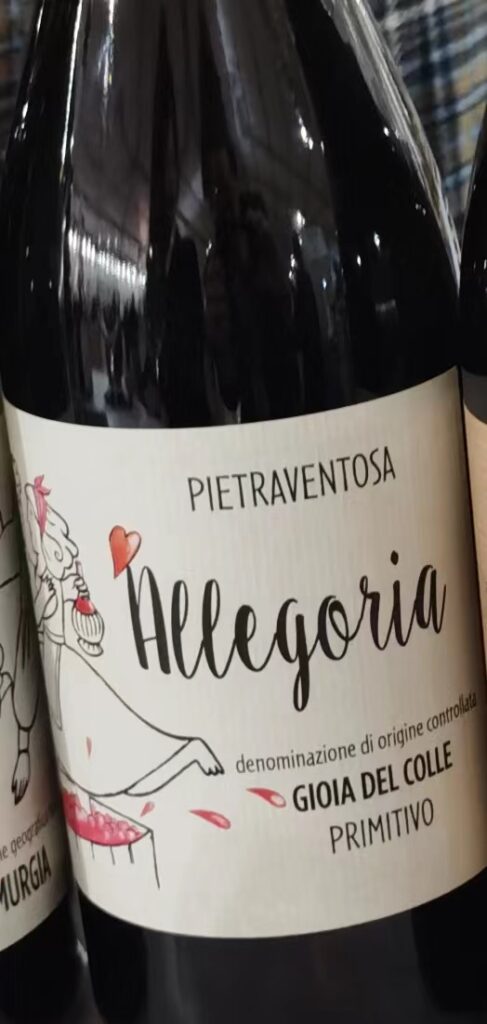 PIETRAVENTOSA
Allegoria
denominazione di origine controllata
GIOIA DEL COLLE
PRIMITIVO
MURGIA